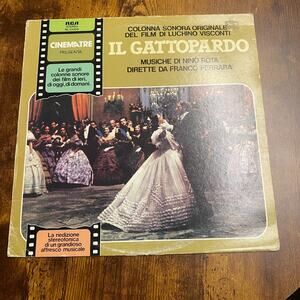 RCA
COLONNA SONORA ORIGINALE
DEL FILM DI LUCHINO VISCONTI
IL GATTOPARDO
MUSICHE DI NINO ROTA
DIRETTE DA FRANCO FERRARA
CINEMATRE
PRESENTA
Le grandi
colonne sonore
dei film di ieri,
di oggi, di domani.
La riedizione
stereofonica
di un grandioso
affresco musicale